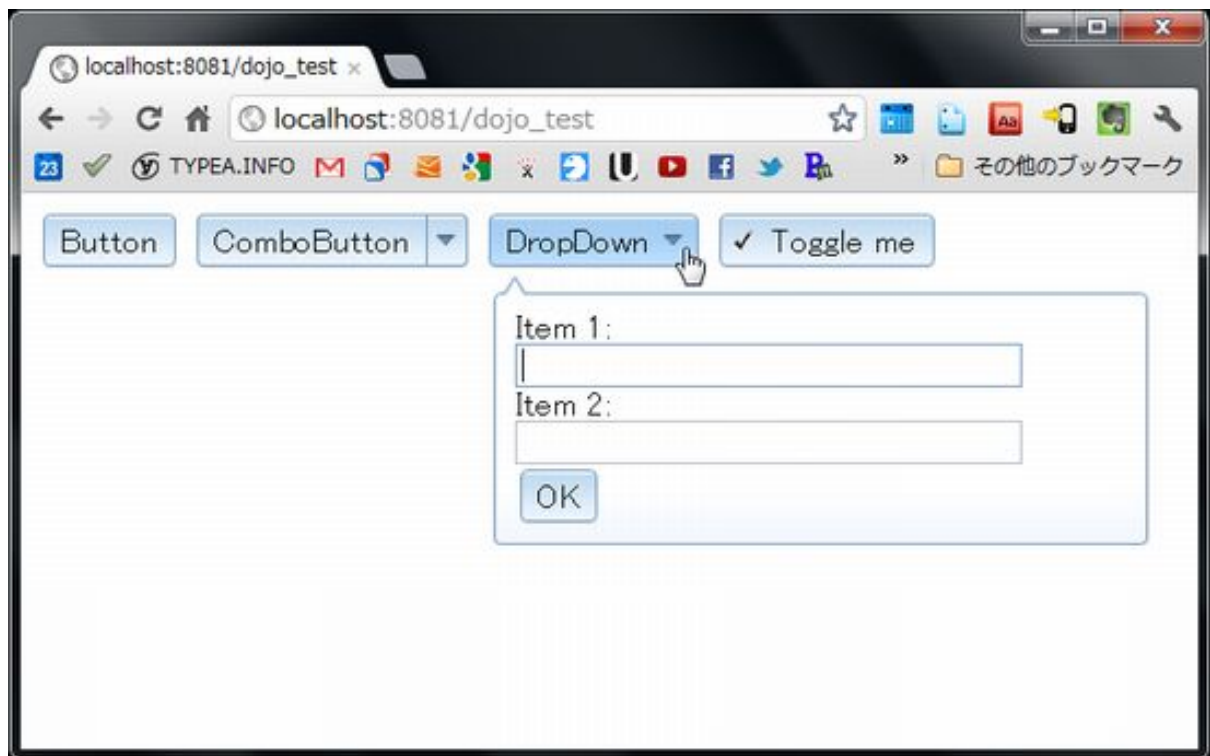 localhost:8081/dojo_test
localhost:8081/dojo_test
23
TYPEA.INFO
Aa
その他のブックマーク
Button
ComboButton
DropDown
✓ Toggle me
Item 1:
Item 2:
OK